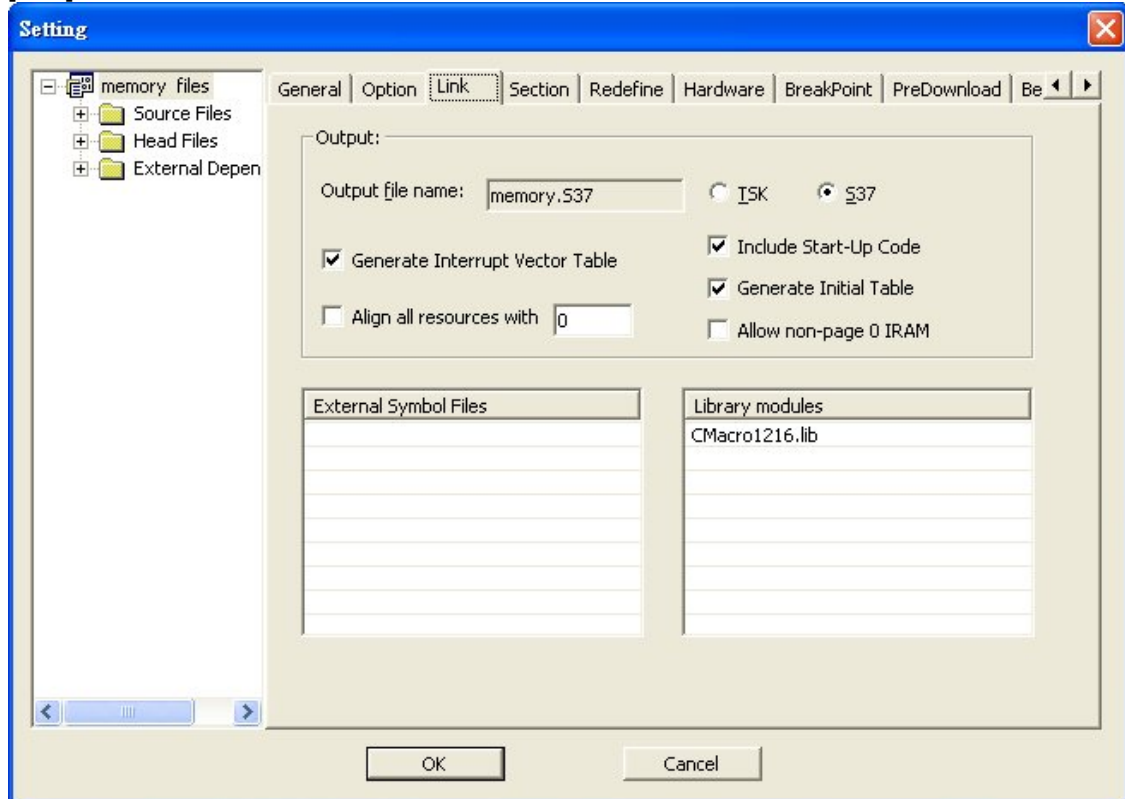 Setting
memory files
Source Files
Head Files
External Depen
General Option Link Section Redefine Hardware BreakPoint PreDownload Be
Output:
Output file name: memory.S37 TSK S37
Generate Interrupt Vector Table
Include Start-Up Code
Generate Initial Table
Align all resources with 0
Allow non-page 0 IRAM
External Symbol Files
Library modules
CMacro1216.lib
OK Cancel